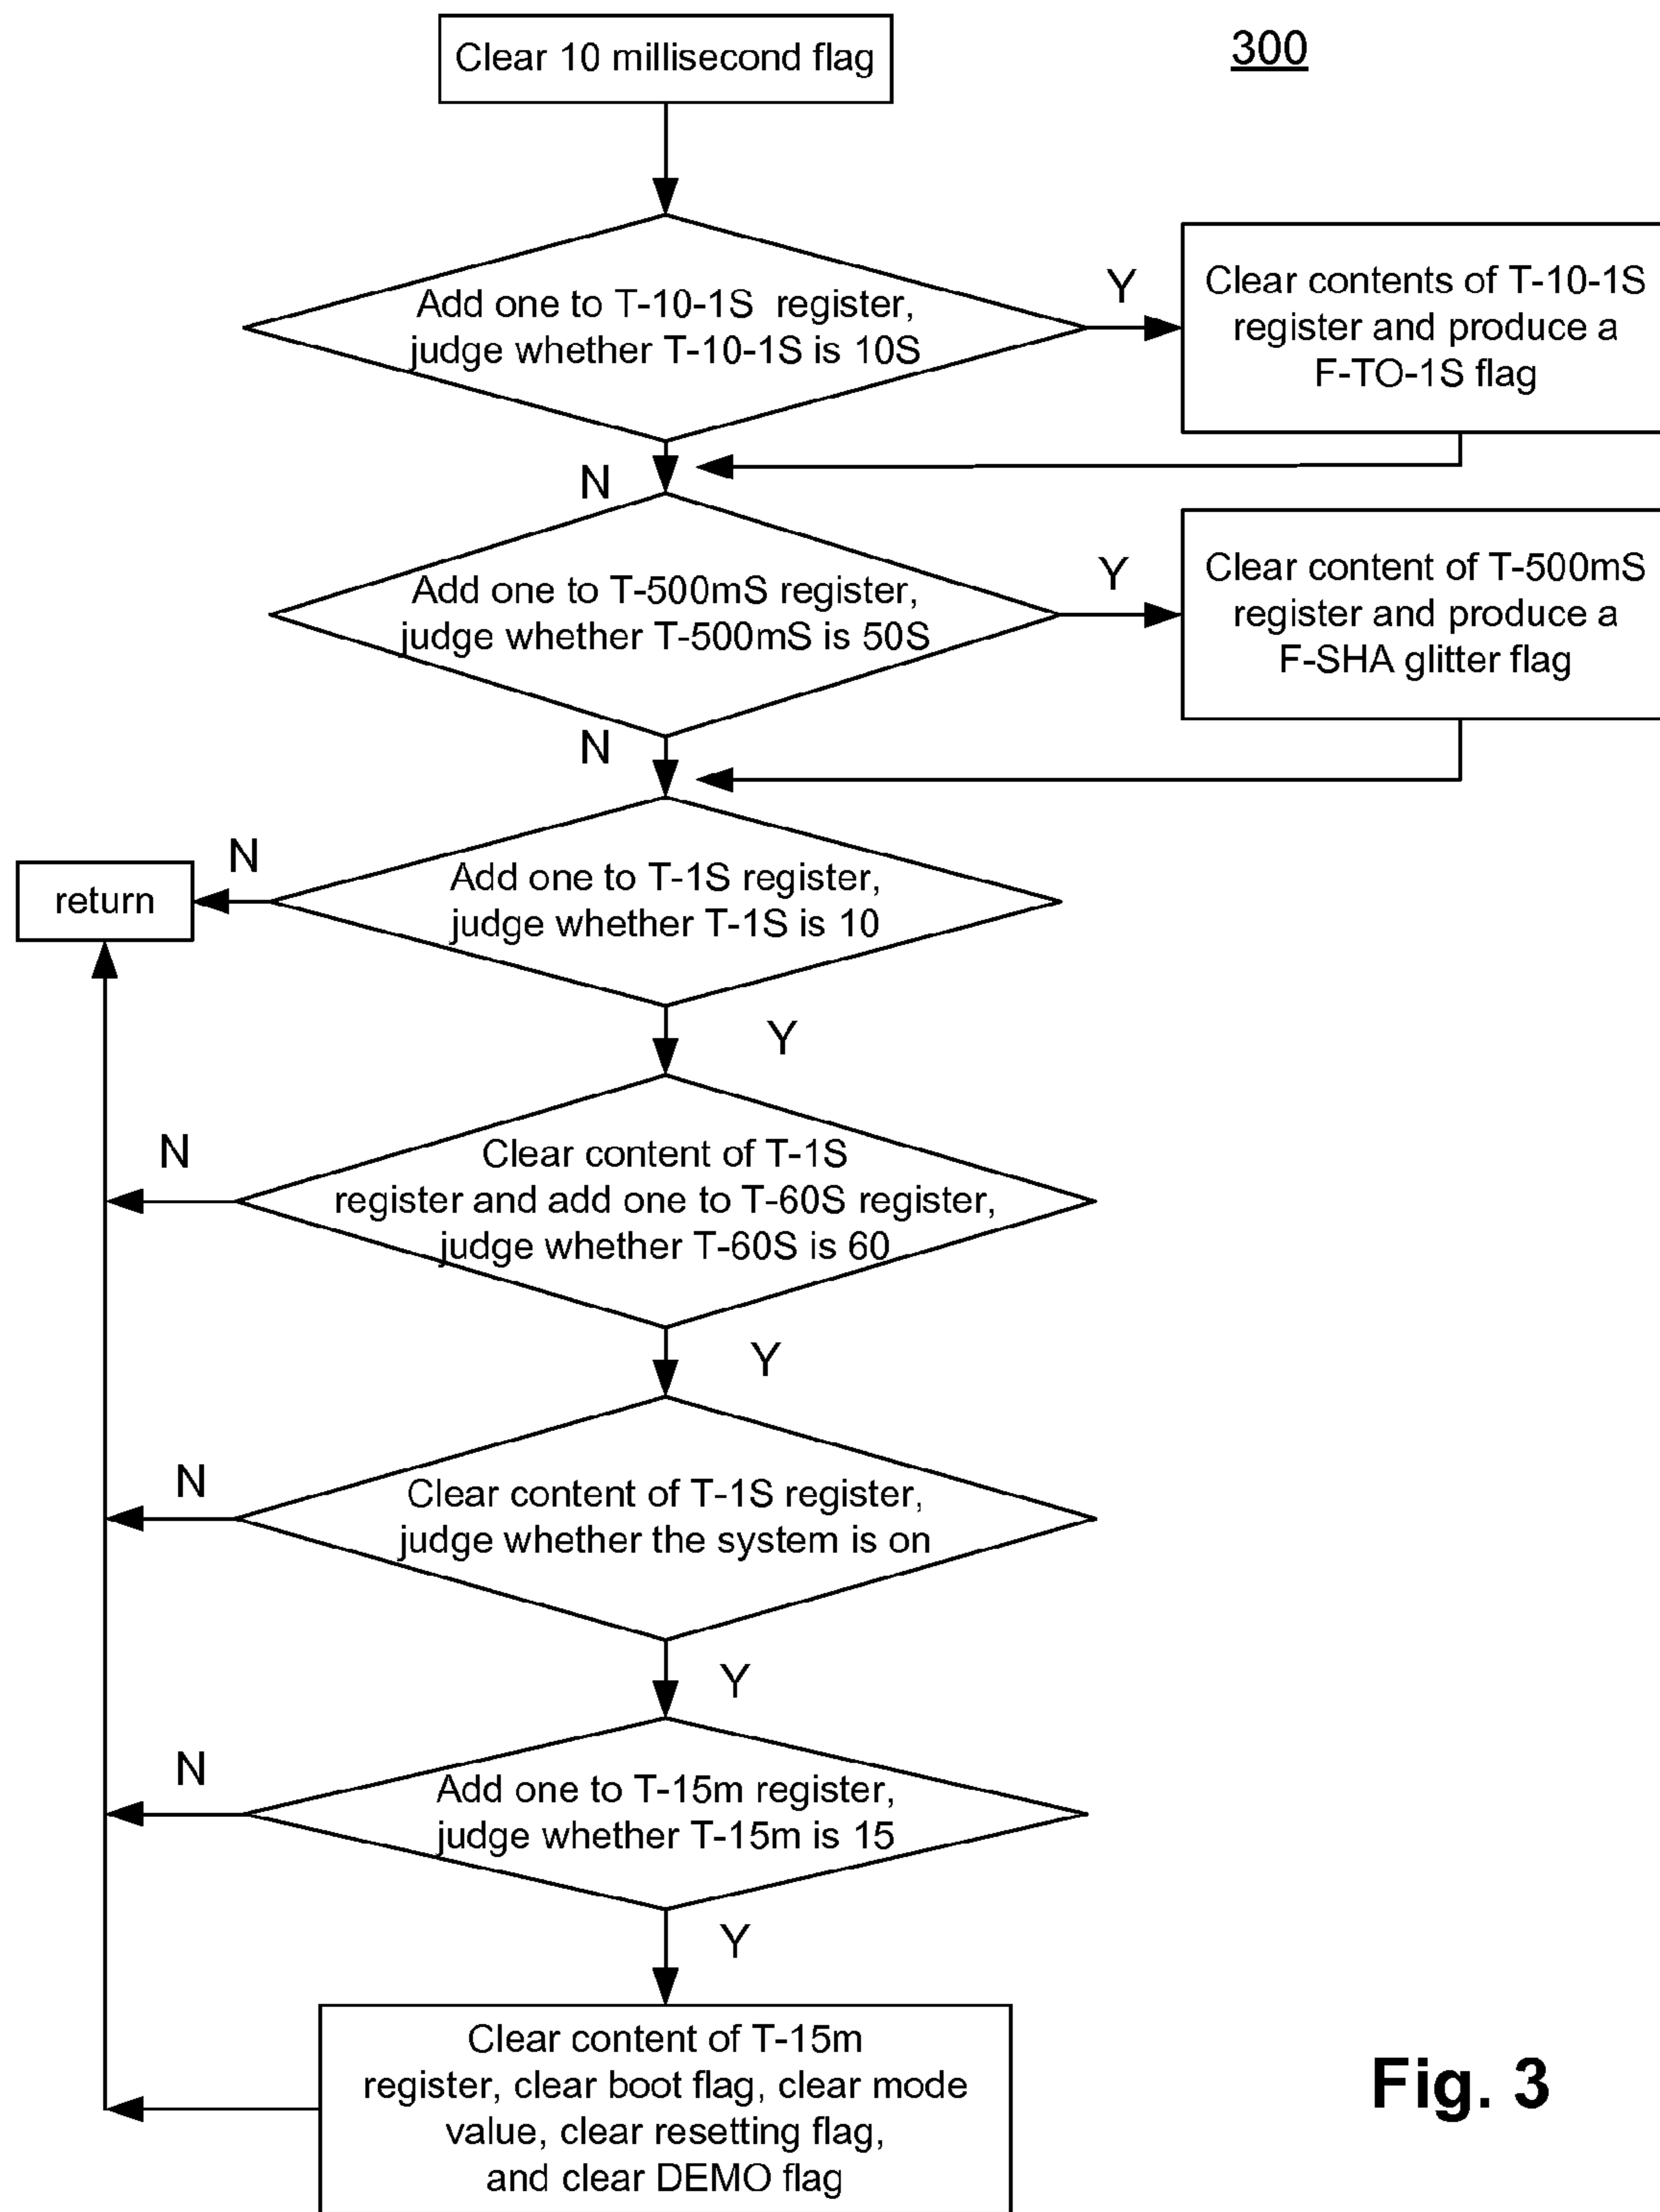 Clear 10 millisecond flag
300
Add one to T-10-1S register,
judge whether T-10-1S is 10S
Y
Clear contents of T-10-1S
register and produce a
F-TO-1S flag
N
Add one to T-500mS register,
judge whether T-500mS is 50S
Y
Clear content of T-500mS
register and produce a
F-SHA glitter flag
N
return
N
Add one to T-1S register,
judge whether T-1S is 10
Y
N
Clear content of T-1S
register and add one to T-60S register,
judge whether T-60S is 60
Y
N
Clear content of T-1S register,
judge whether the system is on
Y
N
Add one to T-15m register,
judge whether T-15m is 15
Y
Clear content of T-15m
register, clear boot flag, clear mode
value, clear resetting flag,
and clear DEMO flag
Fig. 3